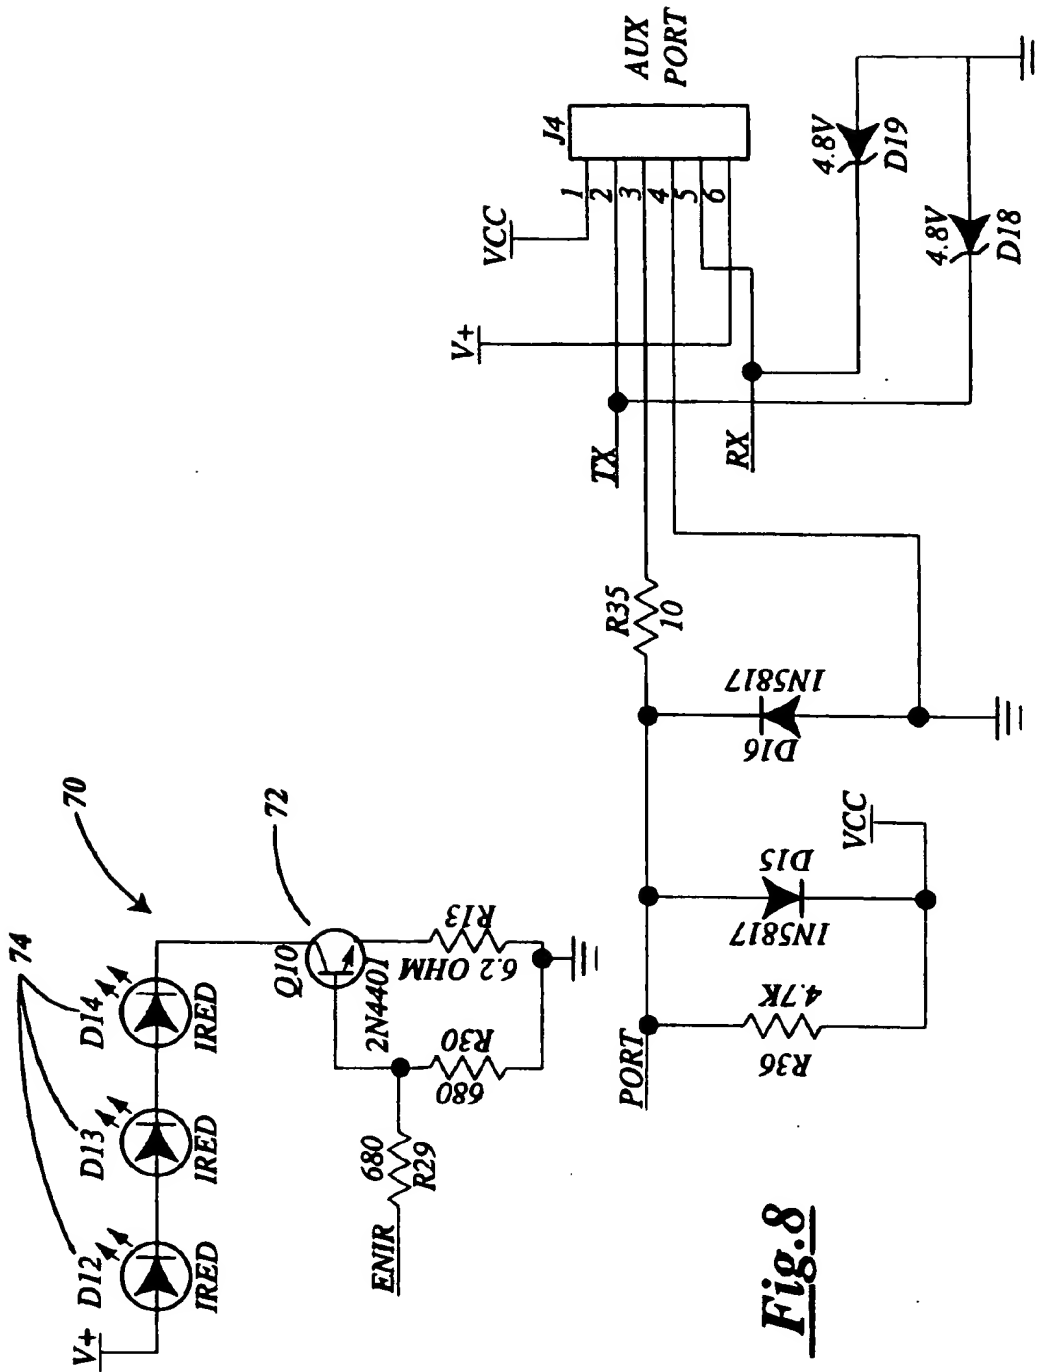 V+
D12
IRED
D13
IRED
D14
IRED
74
70
72
Q10
2N4401
R13
6.2 OHM
R30
680
680
R29
ENIR
V+
VCC
J4
AUX
PORT
1
2
3
4
5
6
TX
RX
4.8V
D19
4.8V
D18
R35
10
PORT
R36
4.7K
D15
1N5817
VCC
D16
1N5817
Fig.8